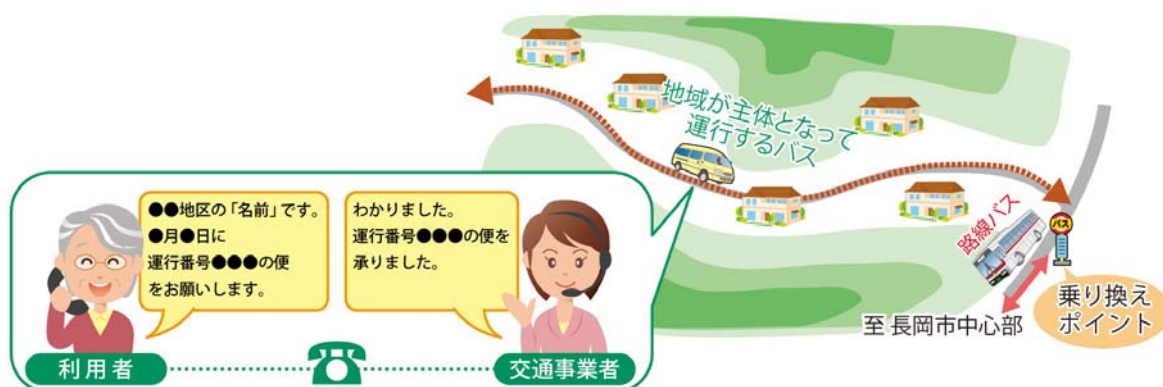 地域が主体となって
運行するバス
●●地区の「名前」です。
●月●日に
運行番号●●●の便
をお願いします。
わかりました。
運行番号●●●の便を
承りました。
利用者
交通事業者
路線バス
バス
乗り換え
ポイント
至 長岡市中心部